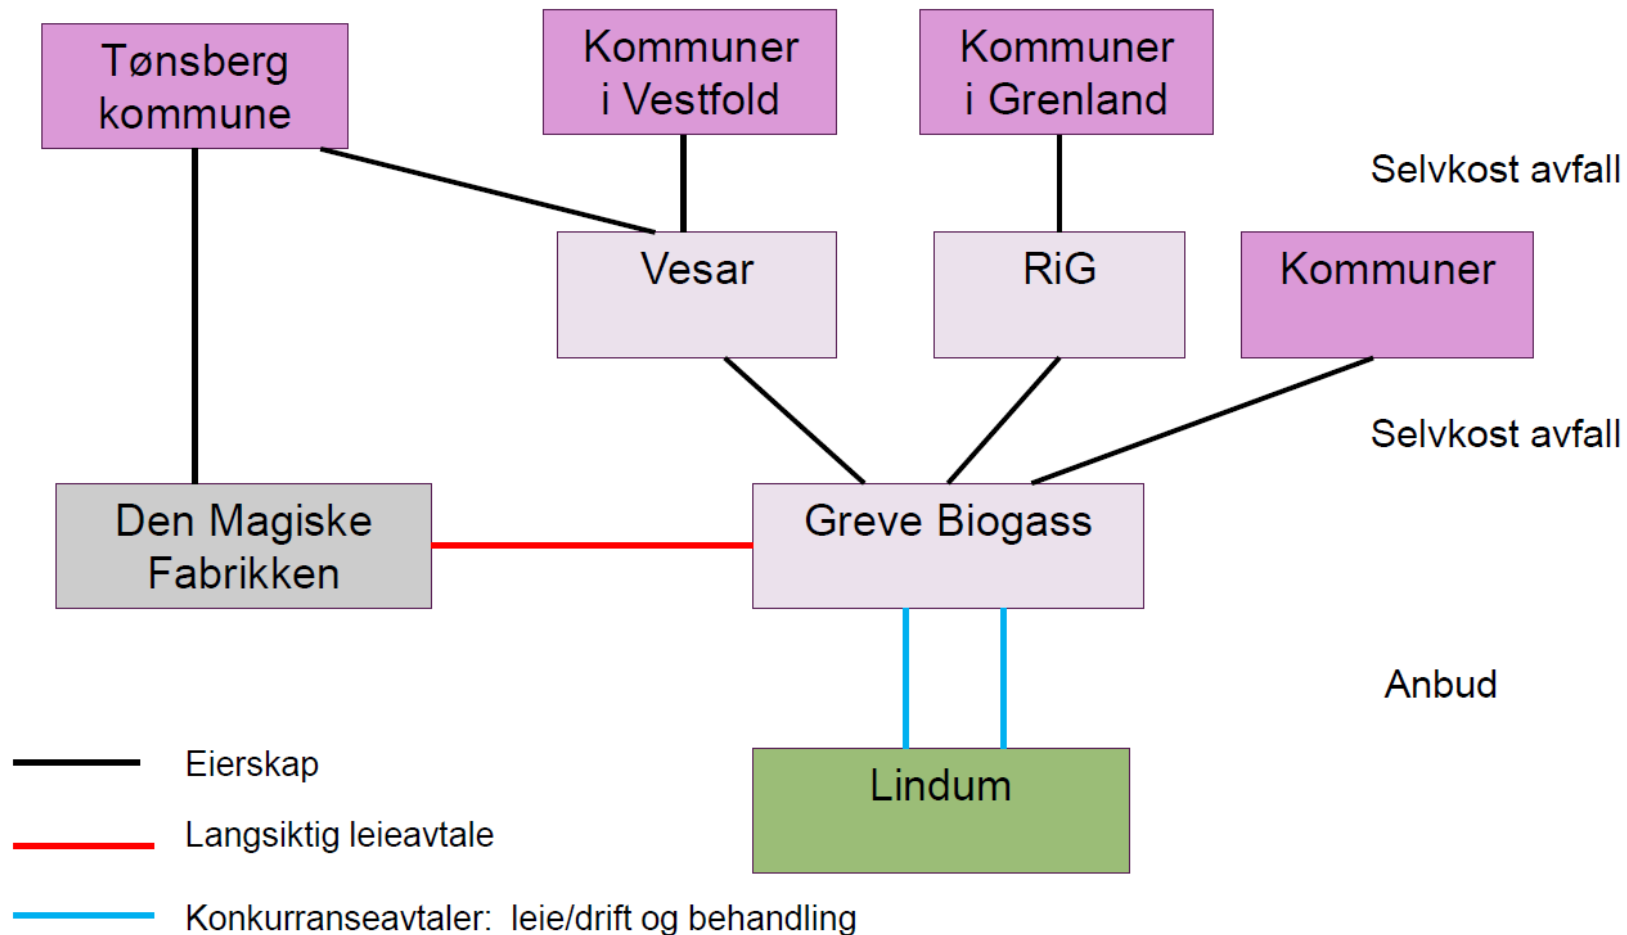 Tønsberg
kommune
Kommuner
i Vestfold
Kommuner
i Grenland
Selvkost avfall
Vesar
RiG
Kommuner
Selvkost avfall
Den Magiske
Fabrikken
Greve Biogass
Anbud
Lindum
Eierskap
Langsiktig leieavtale
Konkurranseavtaler: leie/drift og behandling